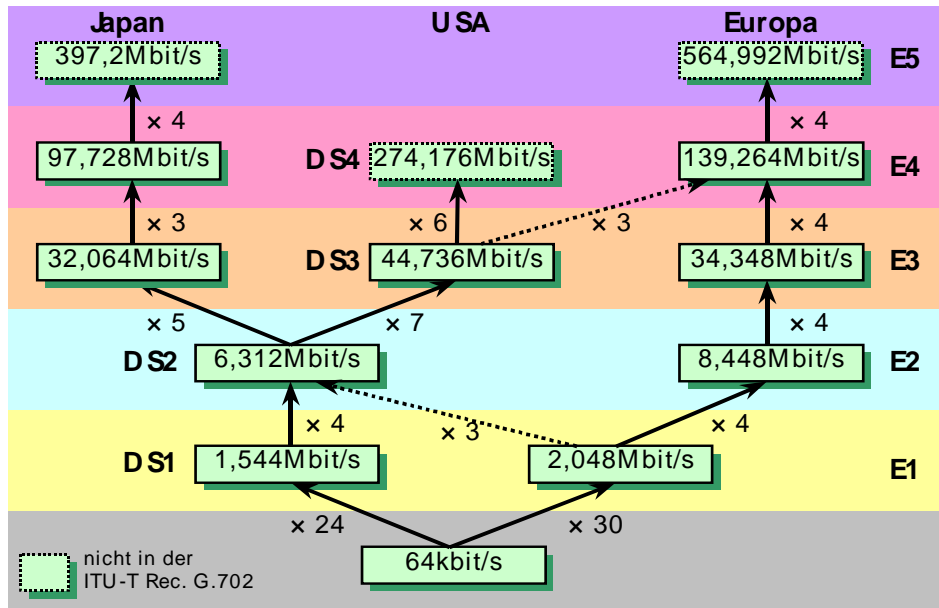 Japan USA Europa
397,2Mbit/s 564,992Mbit/s E5
× 4 × 4
97,728Mbit/s DS4 274,176Mbit/s 139,264Mbit/s E4
× 3 × 6 × 3 × 4
32,064Mbit/s DS3 44,736Mbit/s 34,348Mbit/s E3
× 5 × 7 × 4
DS2 6,312Mbit/s 8,448Mbit/s E2
× 4 × 3 × 4
DS1 1,544Mbit/s 2,048Mbit/s E1
× 24 × 30
64kbit/s
nicht in der
ITU-T Rec. G.702